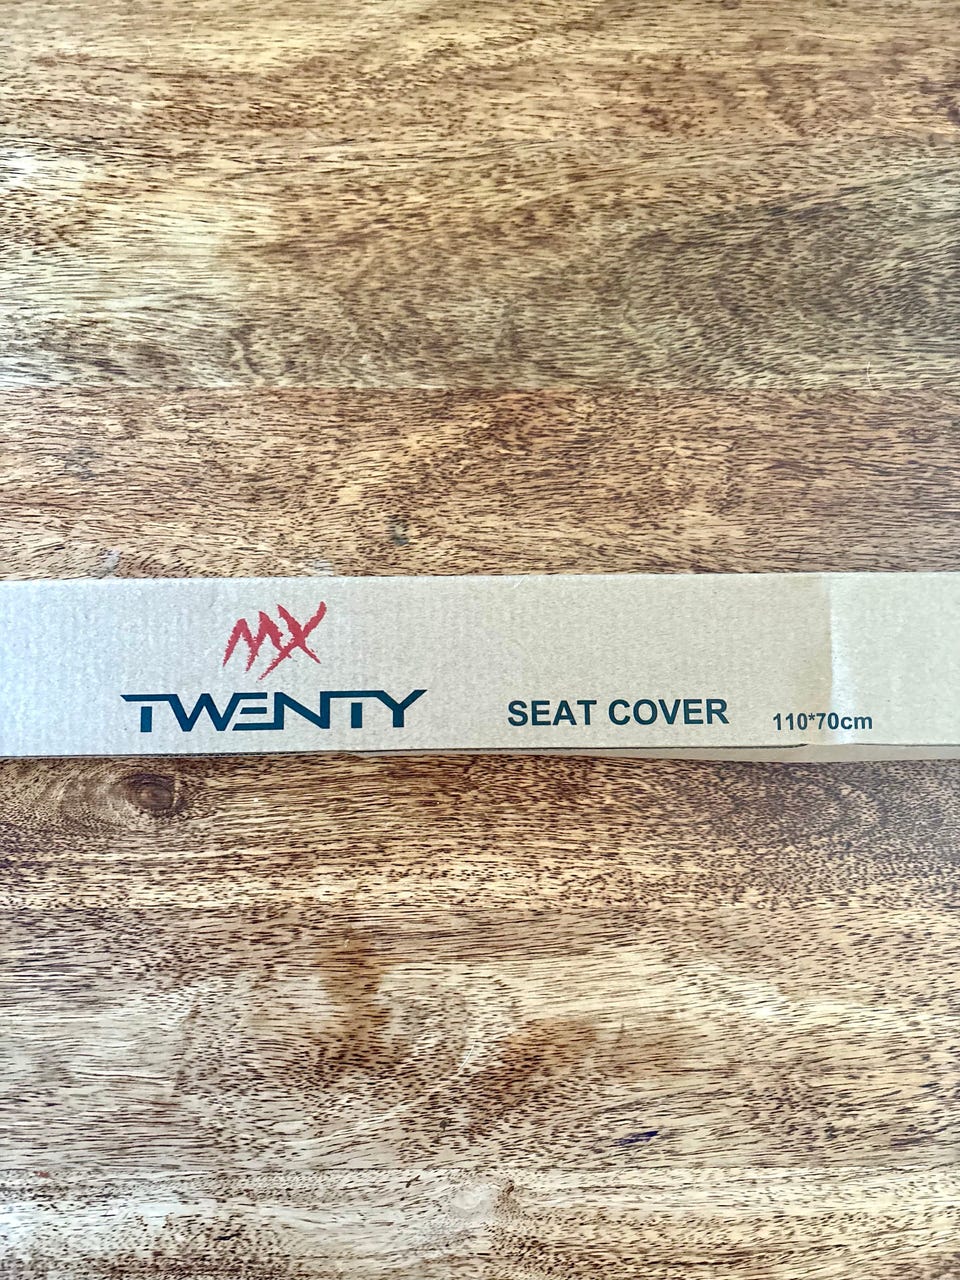 MX
TWENTY
SEAT COVER 110*70cm